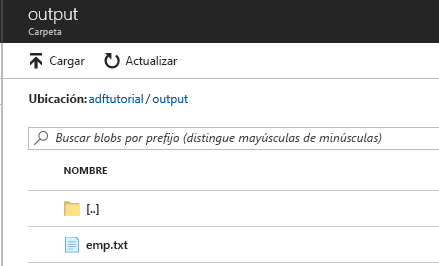 output
Carpeta
Cargar Actualizar
Ubicación: adftutorial / output
Buscar blobs por prefijo (distingue mayúsculas de minúsculas)
NOMBRE
[..]
emp.txt